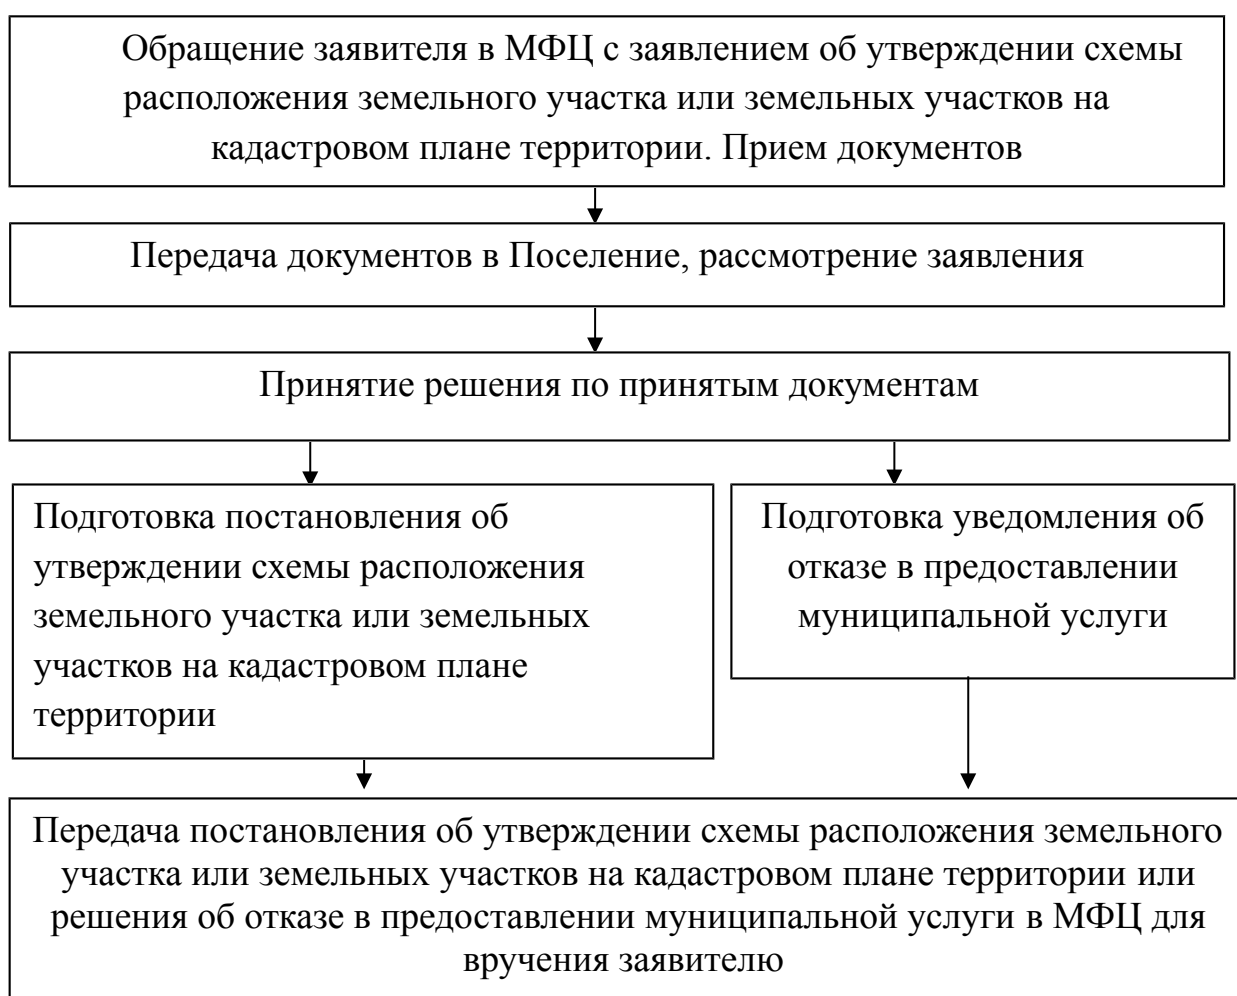 Обращение заявителя в МФЦ с заявлением об утверждении схемы
расположения земельного участка или земельных участков на
кадастровом плане территории. Прием документов
Передача документов в Поселение, рассмотрение заявления
Принятие решения по принятым документам
Подготовка постановления об
утверждении схемы расположения
земельного участка или земельных
участков на кадастровом плане
территории
Подготовка уведомления об
отказе в предоставлении
муниципальной услуги
Передача постановления об утверждении схемы расположения земельного
участка или земельных участков на кадастровом плане территории или
решения об отказе в предоставлении муниципальной услуги в МФЦ для
вручения заявителю